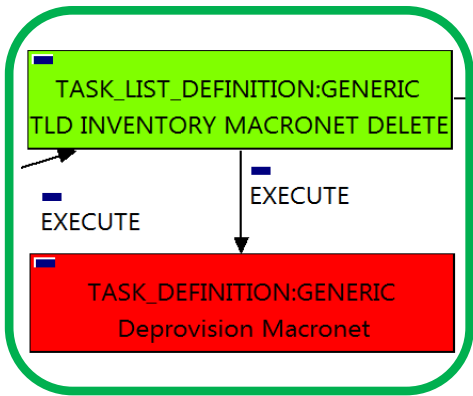 TASK_LIST_DEFINITION:GENERIC
TLD INVENTORY MACRONET DELETE
EXECUTE
EXECUTE
TASK_DEFINITION:GENERIC
Deprovision Macronet